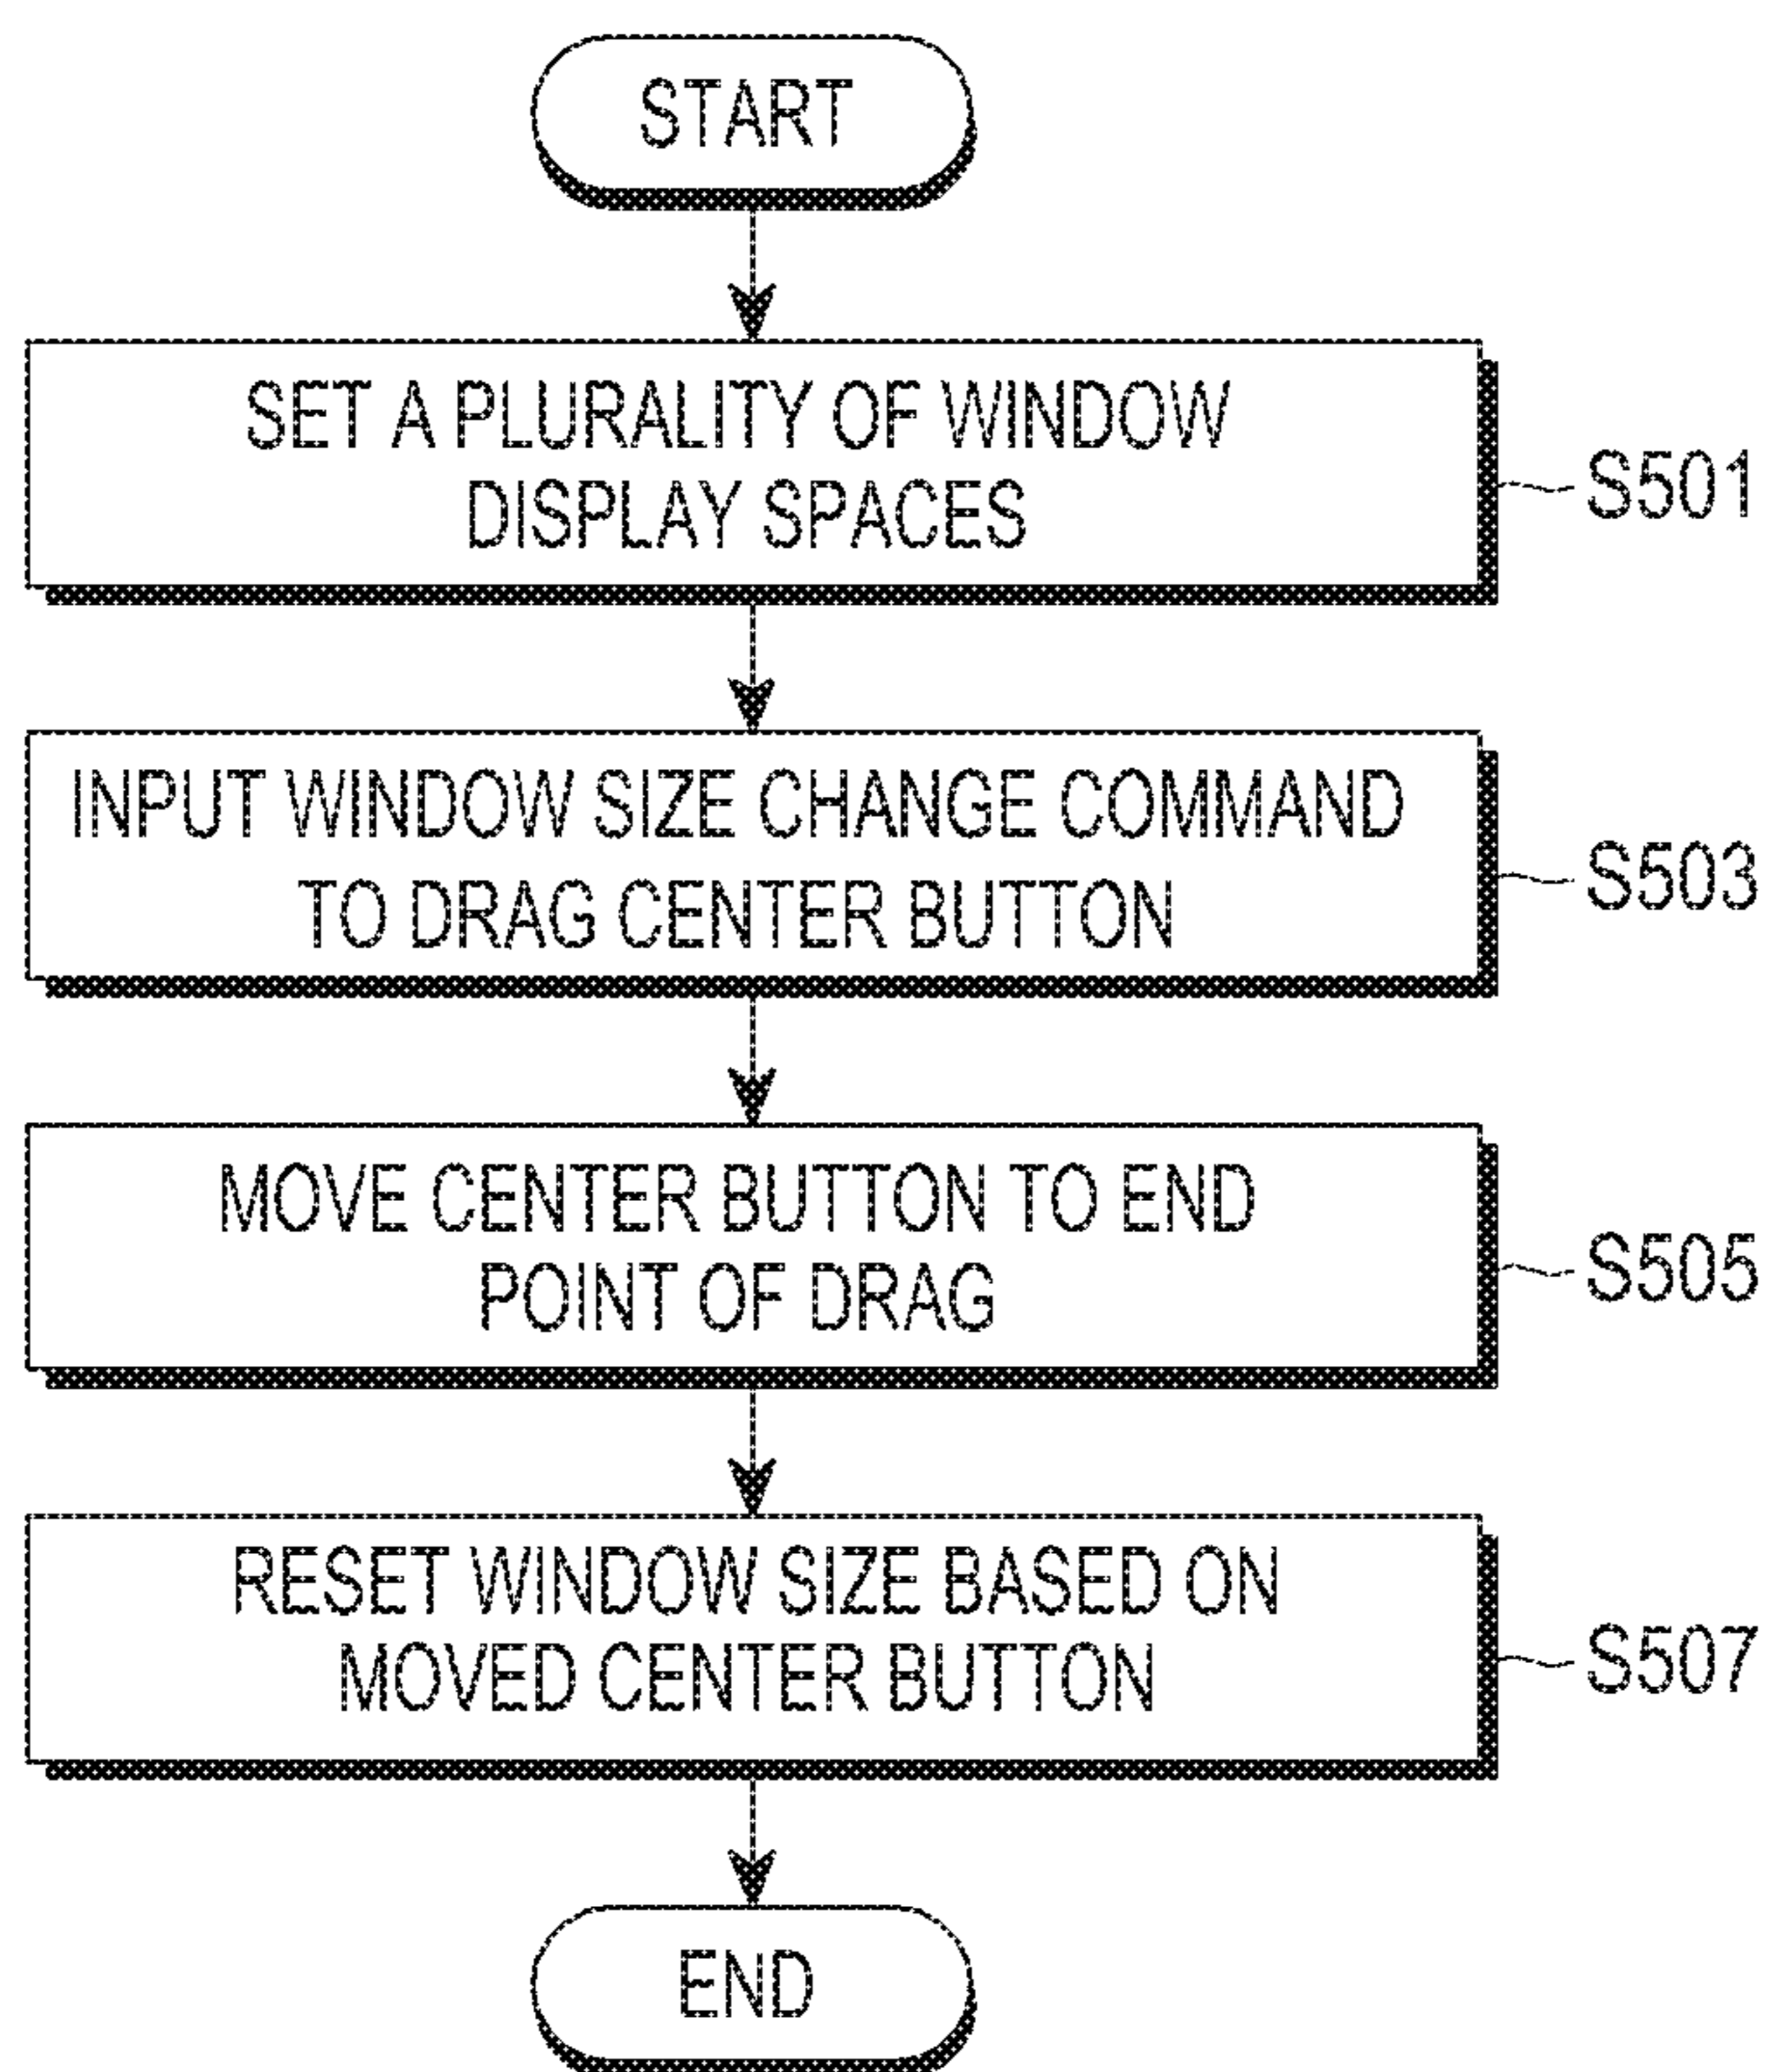 START
SET A PLURALITY OF WINDOW
DISPLAY SPACES
S501
INPUT WINDOW SIZE CHANGE COMMAND
TO DRAG CENTER BUTTON
S503
MOVE CENTER BUTTON TO END
POINT OF DRAG
S505
RESET WINDOW SIZE BASED ON
MOVED CENTER BUTTON
S507
END